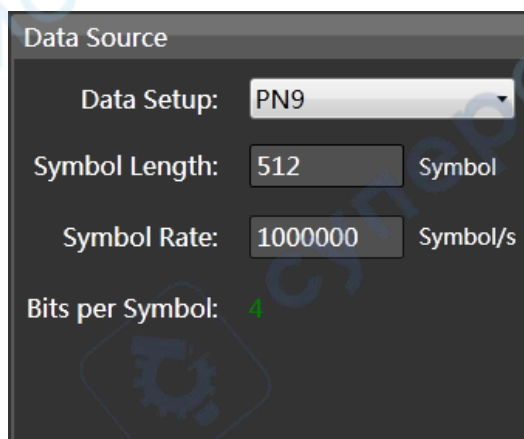 Data Source
Data Setup: PN9
Symbol Length: 512 Symbol
Symbol Rate: 1000000 Symbol/s
Bits per Symbol: 4